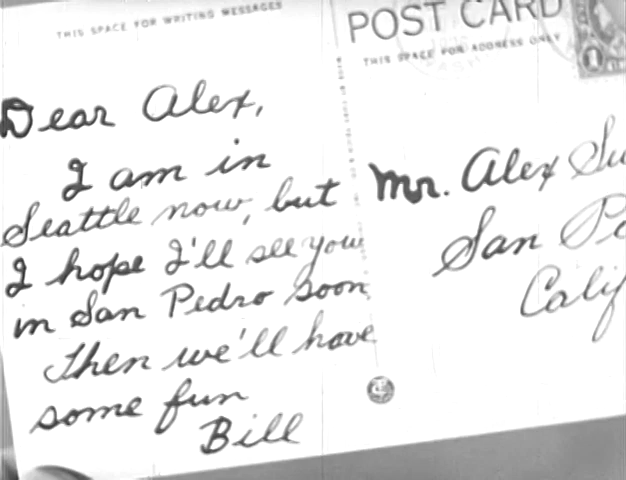 THIS SPACE FOR WRITING MESSAGES
POST CARD
THIS SPACE FOR ADDRESS ONLY
1
Dear Alex,
I am in
Seattle now, but
I hope I'll see you
in San Pedro soon
Then we'll have
some fun
Bill
Mr. Alex
San